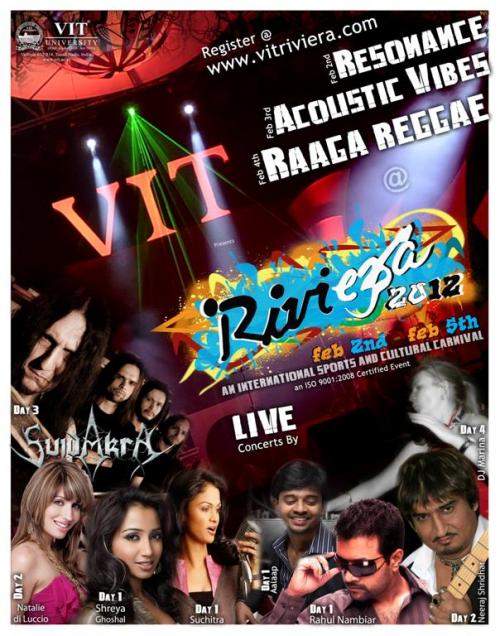 VIT
UNIVERSITY
Register @
www.vitriviera.com
Feb 2nd RESONANCE
Feb 3rd ACOUSTIC VIBES
Feb 4th RAAGA REGGAE
@
VIT
Presents
Riviera
2012
feb 2nd - feb 5th
AN INTERNATIONAL SPORTS AND CULTURAL CARNIVAL
an ISO 9001:2008 Certified Event
LIVE
Concerts By
DAY 3
SUIDAKRA
DAY 4
DJ Marina
DAY 2
Natalie
di Luccio
DAY 1
Shreya
Ghoshal
DAY 1
Suchitra
DAY 1
Aalaap
DAY 1
Rahul Nambiar
DAY 2
Neeraj Shridhar